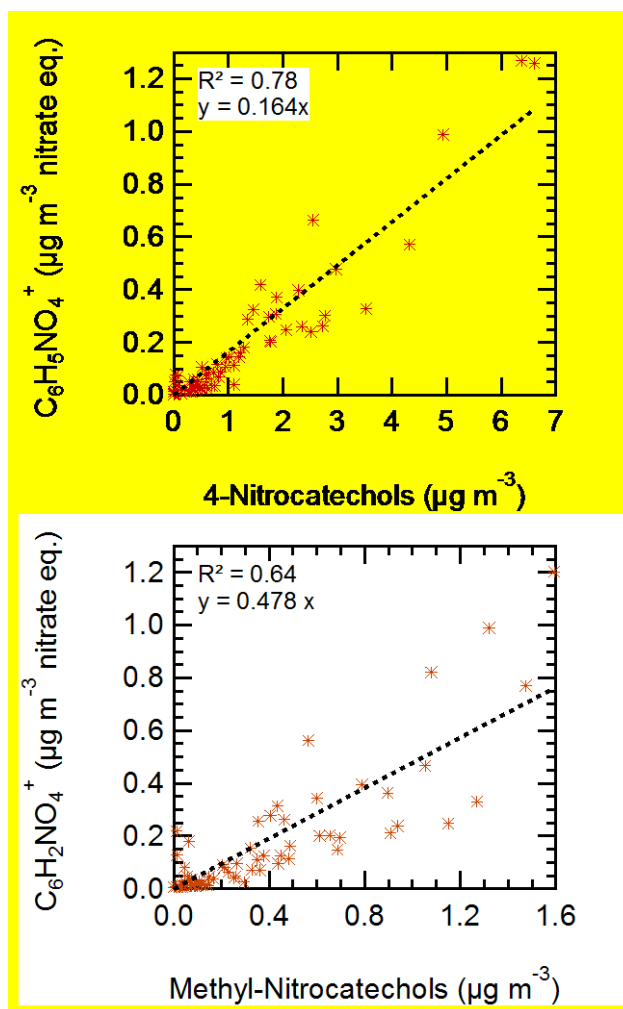 R² = 0.78
y = 0.164x
1.2
1.0
0.8
0.6
0.4
0.2
0.0
C₆H₅NO₄⁺ (µg m⁻³ nitrate eq.)
0 1 2 3 4 5 6 7
4-Nitrocatechols (µg m⁻³)
R² = 0.64
y = 0.478 x
1.2
1.0
0.8
0.6
0.4
0.2
0.0
C₆H₂NO₄⁺ (µg m⁻³ nitrate eq.)
0.0 0.4 0.8 1.2 1.6
Methyl-Nitrocatechols (µg m⁻³)